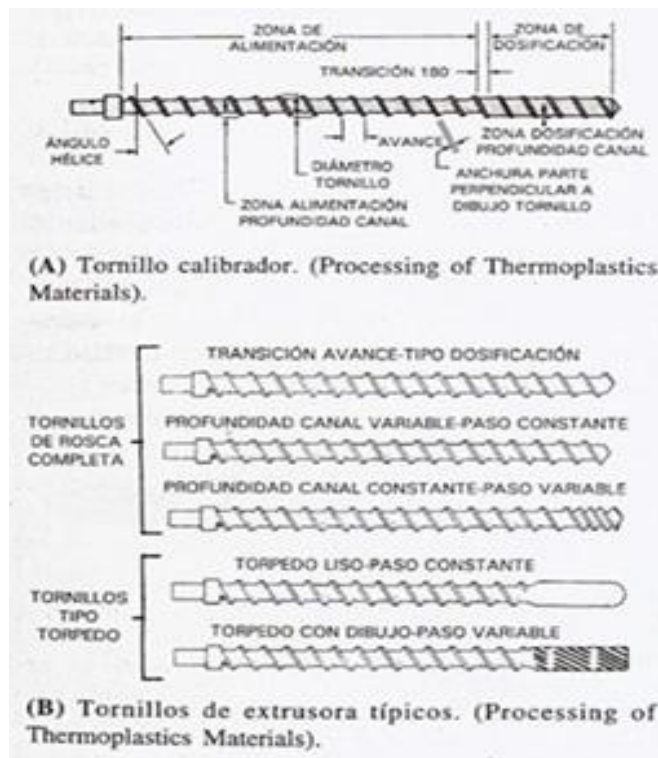 ZONA DE
ALIMENTACIÓN
ZONA DE
DOSIFICACIÓN
TRANSICIÓN 180
ÁNGULO
HÉLICE
AVANCE
ZONA DOSIFICACIÓN
PROFUNDIDAD CANAL
DIÁMETRO
TORNILLO
ANCHURA PARTE
PERPENDICULAR A
DIBUJO TORNILLO
ZONA ALIMENTACIÓN
PROFUNDIDAD CANAL
(A) Tornillo calibrador. (Processing of Thermoplastics
Materials).
TRANSICIÓN AVANCE-TIPO DOSIFICACIÓN
TORNILLOS
DE ROSCA
COMPLETA
PROFUNDIDAD CANAL VARIABLE-PASO CONSTANTE
PROFUNDIDAD CANAL CONSTANTE-PASO VARIABLE
TORPEDO LISO-PASO CONSTANTE
TORNILLOS
TIPO
TORPEDO
TORPEDO CON DIBUJO-PASO VARIABLE
(B) Tornillos de extrusora típicos. (Processing of
Thermoplastics Materials).